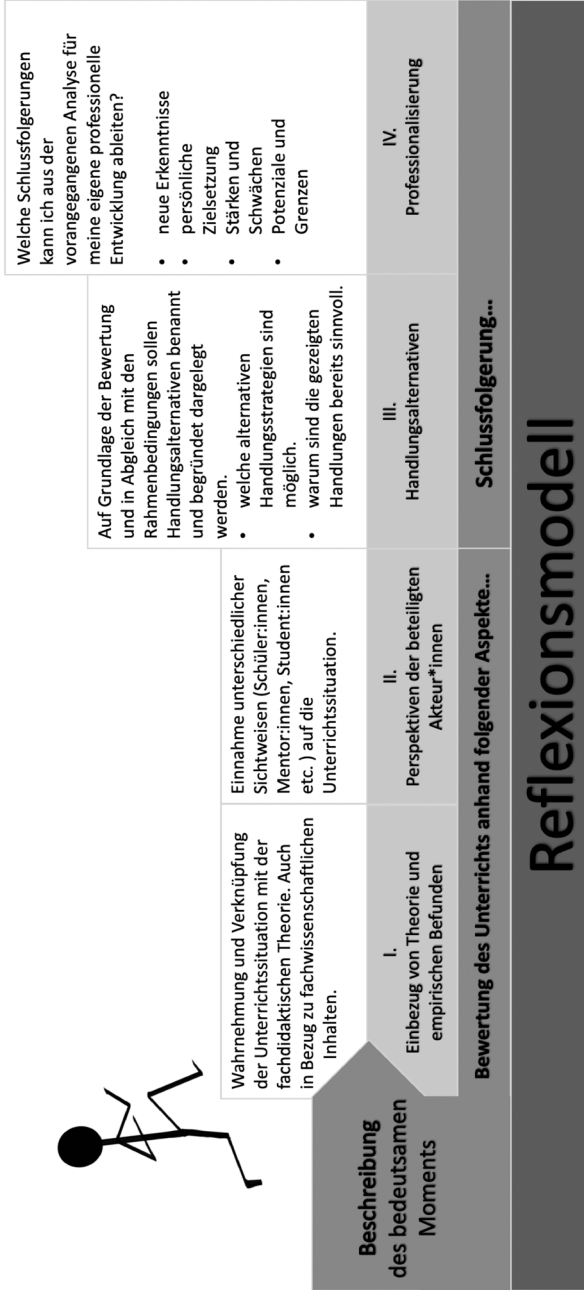 Beschreibung
des bedeutsamen
Moments
Wahrnehmung und Verknüpfung
der Unterrichtssituation mit der
fachdidaktischen Theorie. Auch
in Bezug zu fachwissenschaftlichen
Inhalten.
I.
Einbezug von Theorie und
empirischen Befunden
Einnahme unterschiedlicher
Sichtweisen (Schüler:innen,
Mentor:innen, Student:innen
etc. ) auf die
Unterrichtssituation.
II.
Perspektiven der beteiligten
Akteur*innen
Bewertung des Unterrichts anhand folgender Aspekte...
Auf Grundlage der Bewertung
und in Abgleich mit den
Rahmenbedingungen sollen
Handlungsalternativen benannt
und begründet dargelegt
werden.
• welche alternativen
Handlungsstrategien sind
möglich.
• warum sind die gezeigten
Handlungen bereits sinnvoll.
III.
Handlungsalternativen
Welche Schlussfolgerungen
kann ich aus der
vorangegangenen Analyse für
meine eigene professionelle
Entwicklung ableiten?
• neue Erkenntnisse
• persönliche
Zielsetzung
• Stärken und
Schwächen
• Potenziale und
Grenzen
IV.
Professionalisierung
Schlussfolgerung...
Reflexionsmodell